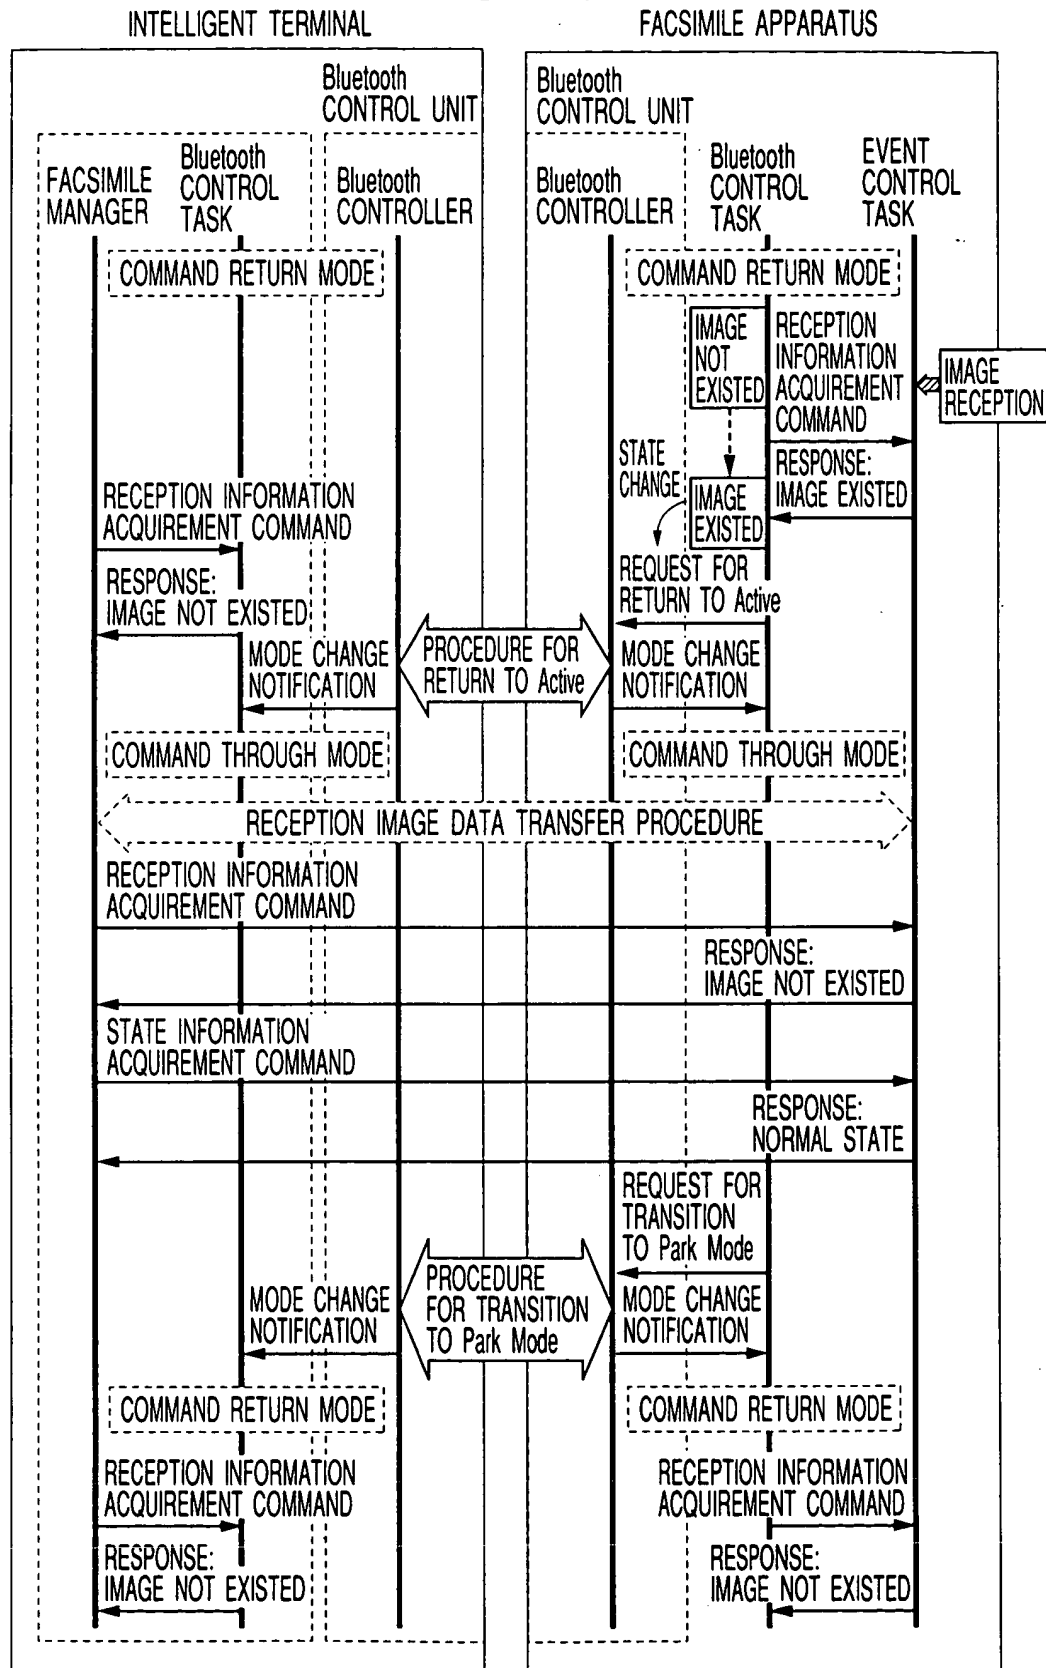 INTELLIGENT TERMINAL
FACSIMILE APPARATUS
Bluetooth
CONTROL UNIT
Bluetooth
CONTROL UNIT
FACSIMILE
MANAGER
Bluetooth
CONTROL
TASK
Bluetooth
CONTROLLER
Bluetooth
CONTROLLER
Bluetooth
CONTROL
TASK
EVENT
CONTROL
TASK
COMMAND RETURN MODE
COMMAND RETURN MODE
IMAGE
NOT
EXISTED
RECEPTION
INFORMATION
ACQUIREMENT
COMMAND
IMAGE
RECEPTION
STATE
CHANGE
IMAGE
EXISTED
RESPONSE:
IMAGE EXISTED
RECEPTION INFORMATION
ACQUIREMENT COMMAND
REQUEST FOR
RETURN TO Active
RESPONSE:
IMAGE NOT EXISTED
MODE CHANGE
NOTIFICATION
PROCEDURE FOR
RETURN TO Active
MODE CHANGE
NOTIFICATION
COMMAND THROUGH MODE
COMMAND THROUGH MODE
RECEPTION IMAGE DATA TRANSFER PROCEDURE
RECEPTION INFORMATION
ACQUIREMENT COMMAND
RESPONSE:
IMAGE NOT EXISTED
STATE INFORMATION
ACQUIREMENT COMMAND
RESPONSE:
NORMAL STATE
REQUEST FOR
TRANSITION
TO Park Mode
MODE CHANGE
NOTIFICATION
PROCEDURE
FOR TRANSITION
TO Park Mode
MODE CHANGE
NOTIFICATION
COMMAND RETURN MODE
COMMAND RETURN MODE
RECEPTION INFORMATION
ACQUIREMENT COMMAND
RECEPTION INFORMATION
ACQUIREMENT COMMAND
RESPONSE:
IMAGE NOT EXISTED
RESPONSE:
IMAGE NOT EXISTED